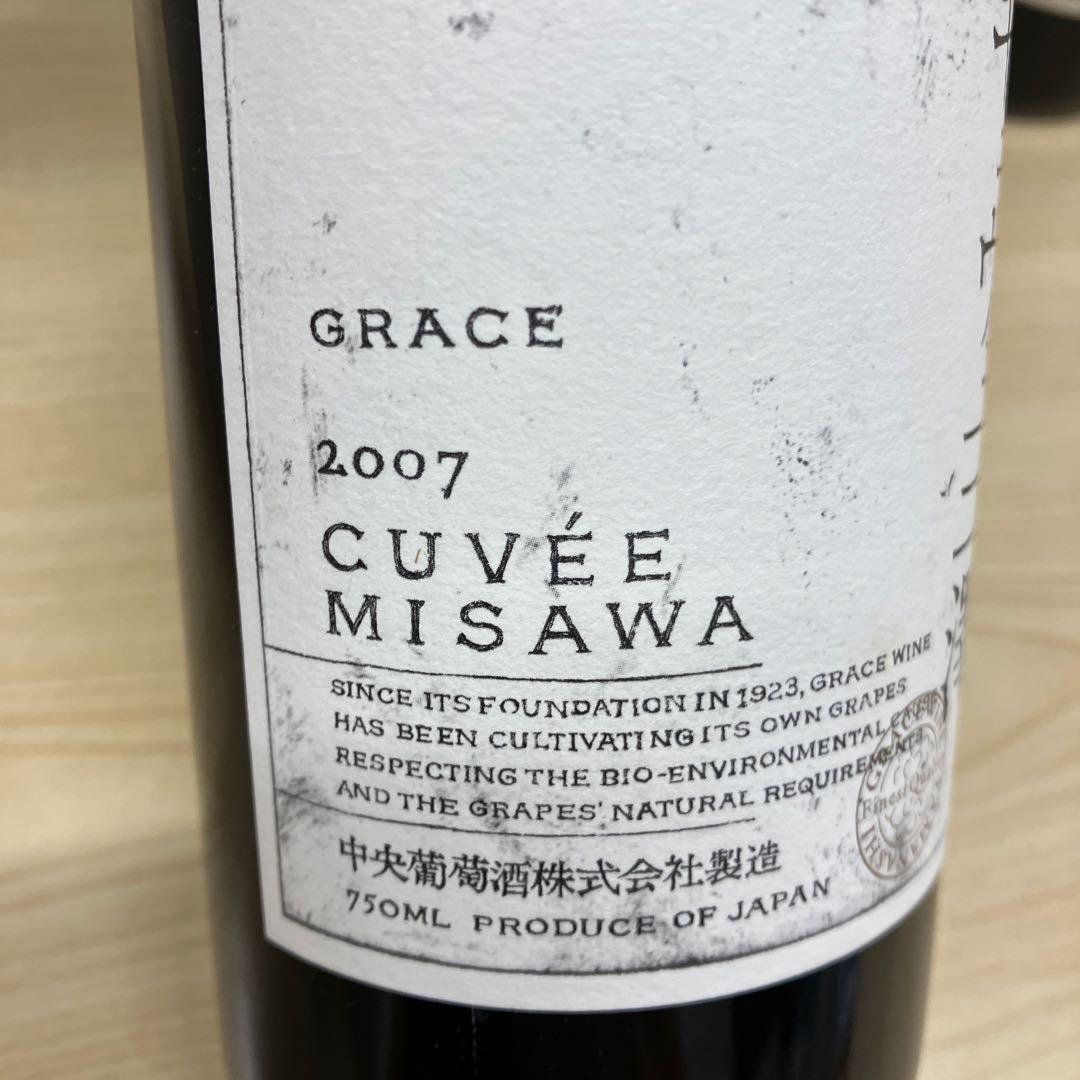 GRACE
2007
CUVÉE
MISAWA
SINCE ITS FOUNDATION IN 1923, GRACE WINE
HAS BEEN CULTIVATING ITS OWN GRAPES
RESPECTING THE BIO-ENVIRONMENTAL
AND THE GRAPES' NATURAL REQUIREMENTS
中央葡萄酒株式会社製造
750ML PRODUCE OF JAPAN
Finest